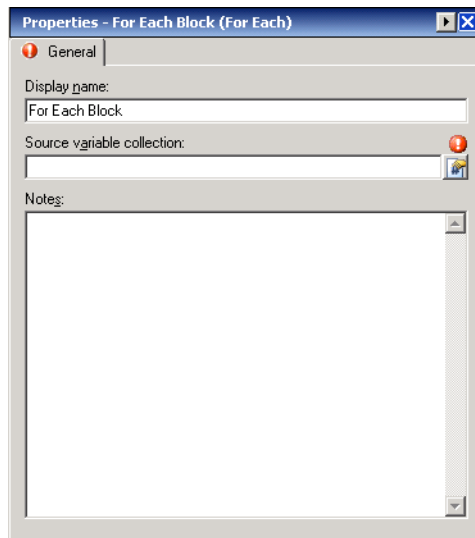 Properties - For Each Block (For Each)
General
Display name:
For Each Block
Source variable collection:
Notes: